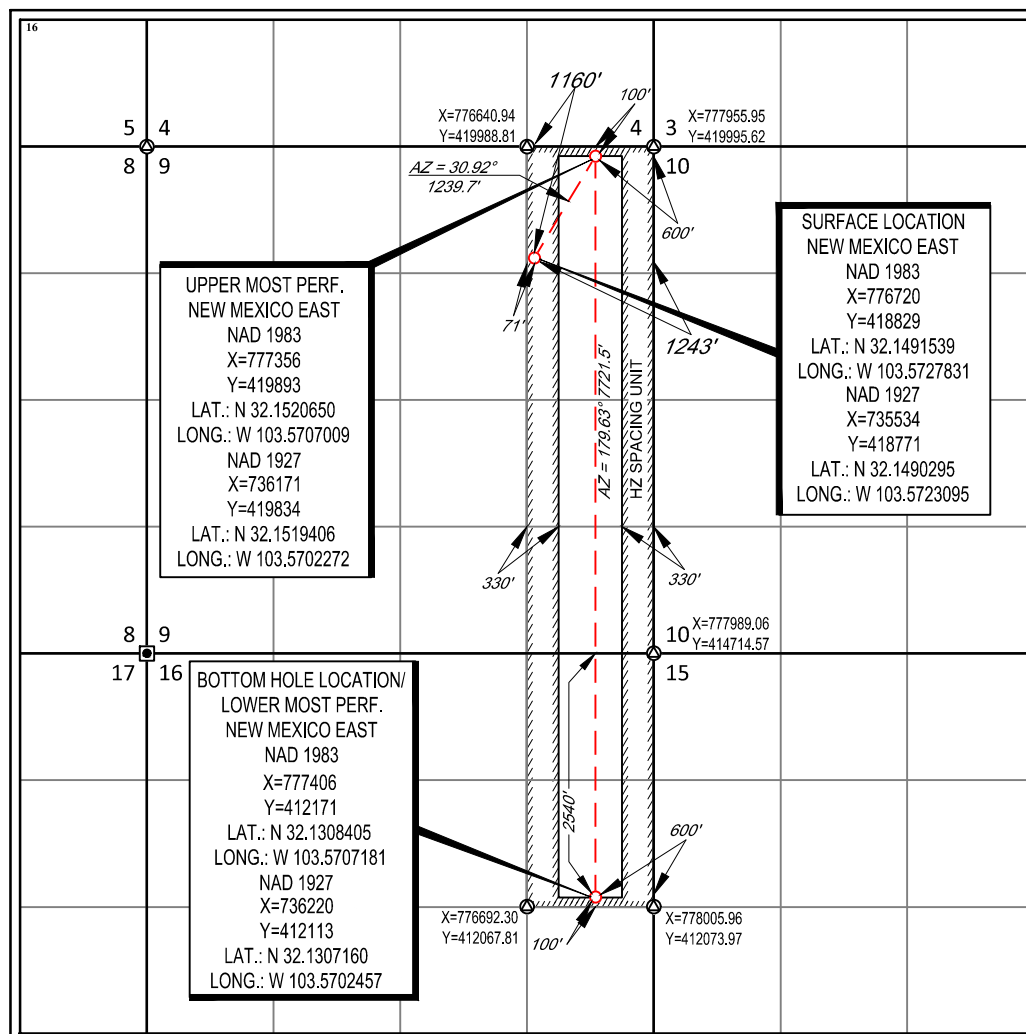 16
1160'
100'
X=776640.94
Y=419988.81
X=777955.95
Y=419995.62
5 4
4 3
8 9
10
AZ = 30.92°
1239.7'
600'
71'
1243'
UPPER MOST PERF.
NEW MEXICO EAST
NAD 1983
X=777356
Y=419893
LAT.: N 32.1520650
LONG.: W 103.5707009
NAD 1927
X=736171
Y=419834
LAT.: N 32.1519406
LONG.: W 103.5702272
SURFACE LOCATION
NEW MEXICO EAST
NAD 1983
X=776720
Y=418829
LAT.: N 32.1491539
LONG.: W 103.5727831
NAD 1927
X=735534
Y=418771
LAT.: N 32.1490295
LONG.: W 103.5723095
AZ = 179.63° 7721.5'
HZ SPACING UNIT
330'
330'
8 9
10
X=777989.06
Y=414714.57
17 16
15
BOTTOM HOLE LOCATION/
LOWER MOST PERF.
NEW MEXICO EAST
NAD 1983
X=777406
Y=412171
LAT.: N 32.1308405
LONG.: W 103.5707181
NAD 1927
X=736220
Y=412113
LAT.: N 32.1307160
LONG.: W 103.5702457
2540'
600'
X=776692.30
Y=412067.81
100'
X=778005.96
Y=412073.97